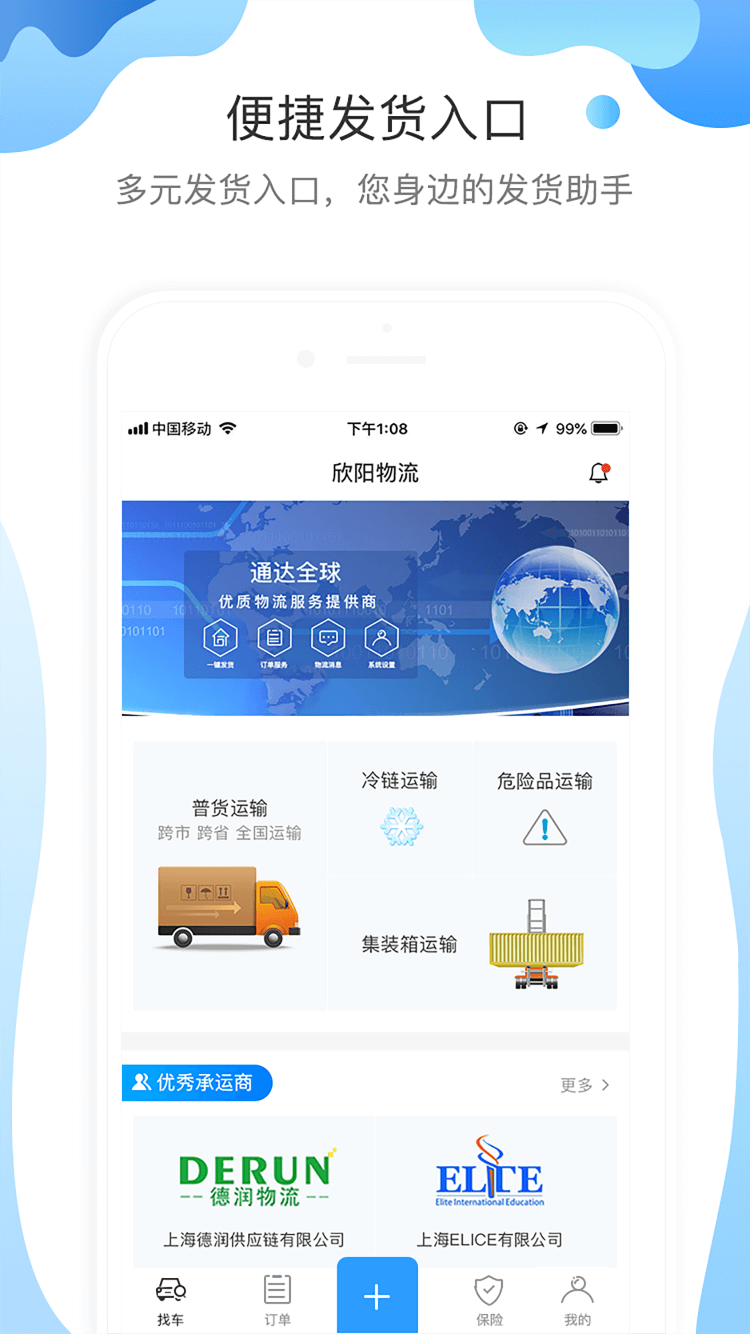 便捷发货入口
多元发货入口，您身边的发货助手
中国移动 下午1:08 99%
欣阳物流
通达全球
优质物流服务提供商
一键发货 订单服务 物流消息 系统设置
普货运输
跨市 跨省 全国运输
冷链运输
危险品运输
集装箱运输
优秀承运商
更多
DERUN
德润物流
上海德润供应链有限公司
ELITE
Elite International Education
上海ELICE有限公司
找车 订单 + 保险 我的